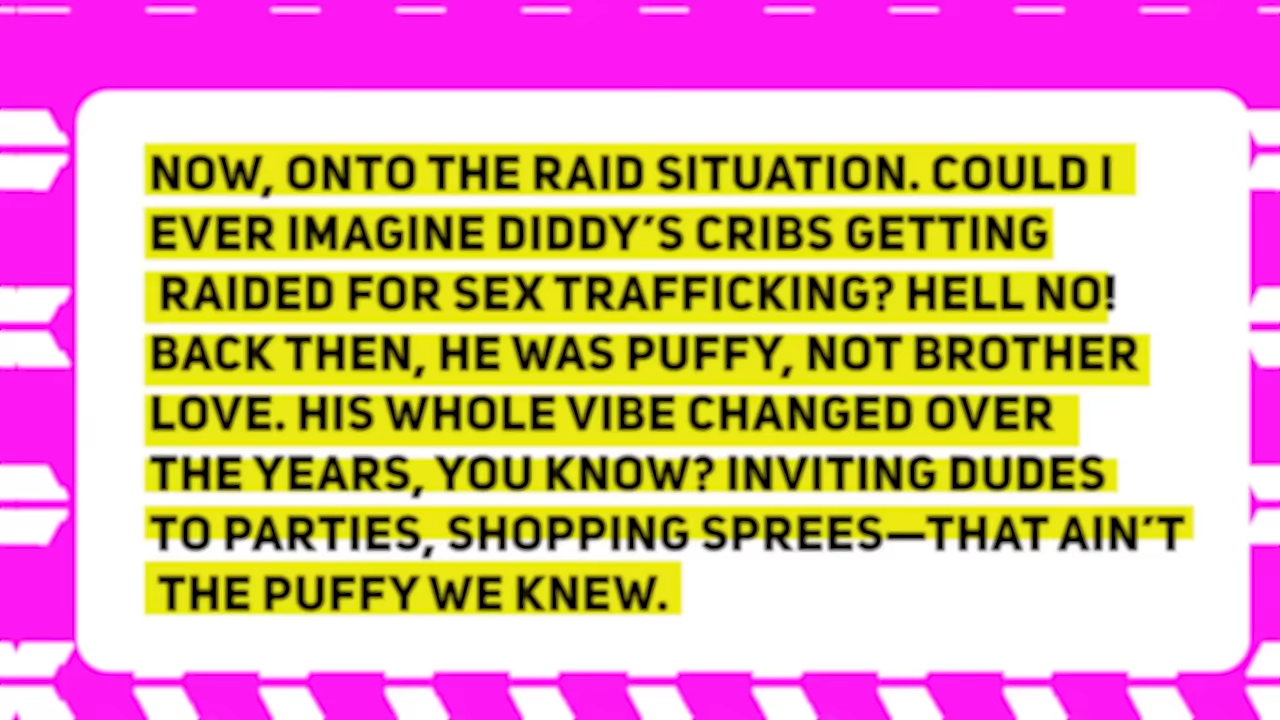 NOW, ONTO THE RAID SITUATION. COULD I
EVER IMAGINE DIDDY'S CRIBS GETTING
RAIDED FOR SEX TRAFFICKING? HELL NO!
BACK THEN, HE WAS PUFFY, NOT BROTHER
LOVE. HIS WHOLE VIBE CHANGED OVER
THE YEARS, YOU KNOW? INVITING DUDES
TO PARTIES, SHOPPING SPREES—THAT AIN'T
THE PUFFY WE KNEW.